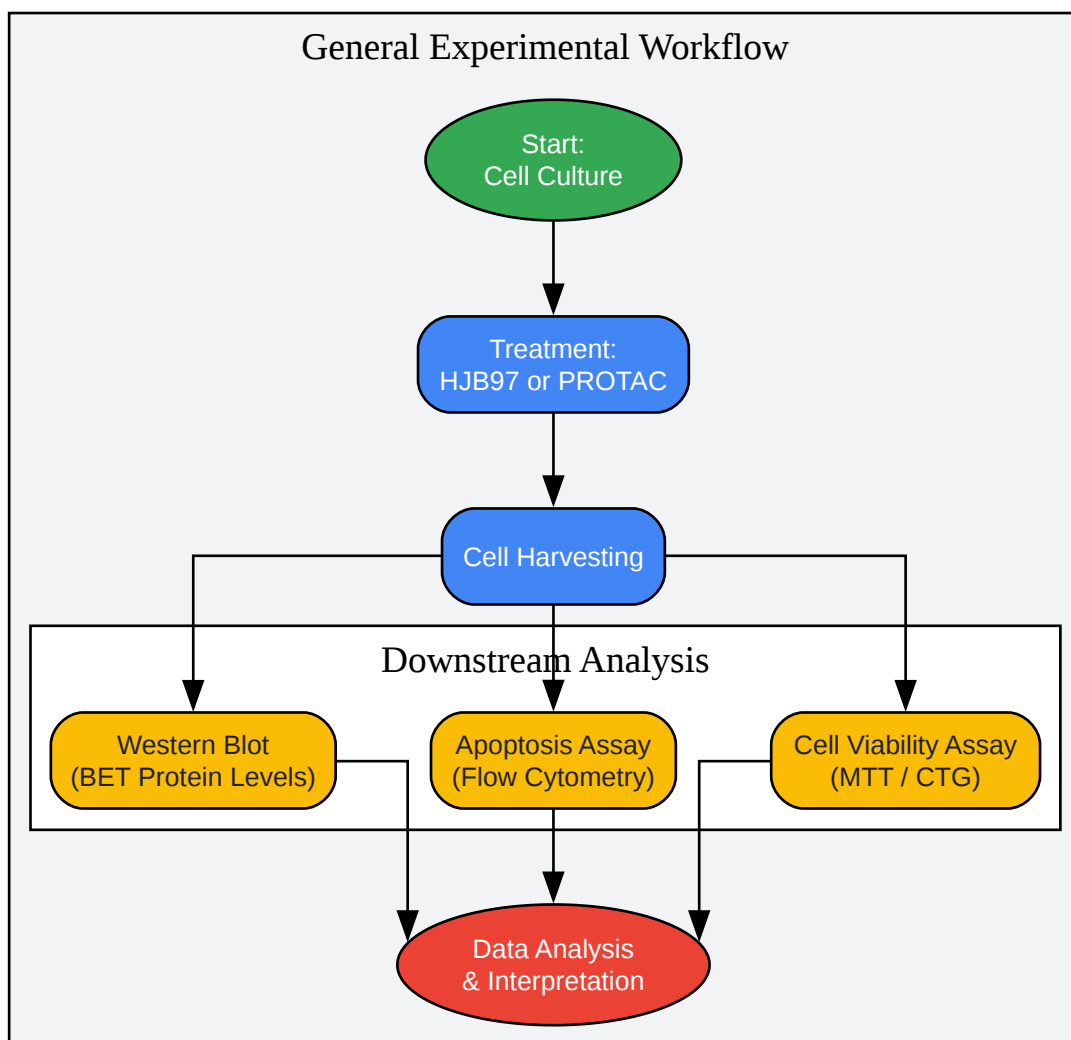 General Experimental Workflow
Start:
Cell Culture
Treatment:
HJB97 or PROTAC
Cell Harvesting
Downstream Analysis
Western Blot
(BET Protein Levels)
Apoptosis Assay
(Flow Cytometry)
Cell Viability Assay
(MTT / CTG)
Data Analysis
& Interpretation